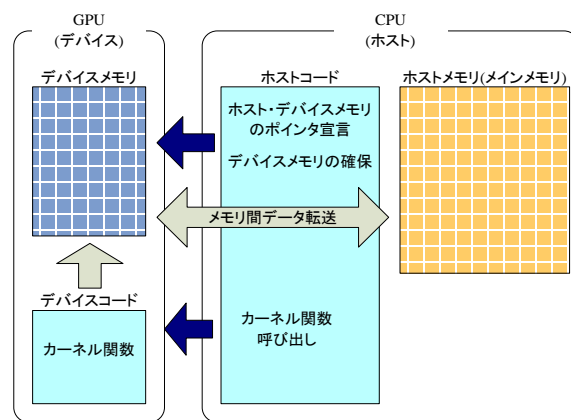 GPU
(デバイス)
CPU
(ホスト)
デバイスメモリ
ホストコード
ホストメモリ(メインメモリ)
ホスト・デバイスメモリ
のポインタ宣言
デバイスメモリの確保
メモリ間データ転送
デバイスコード
カーネル関数
カーネル関数
呼び出し